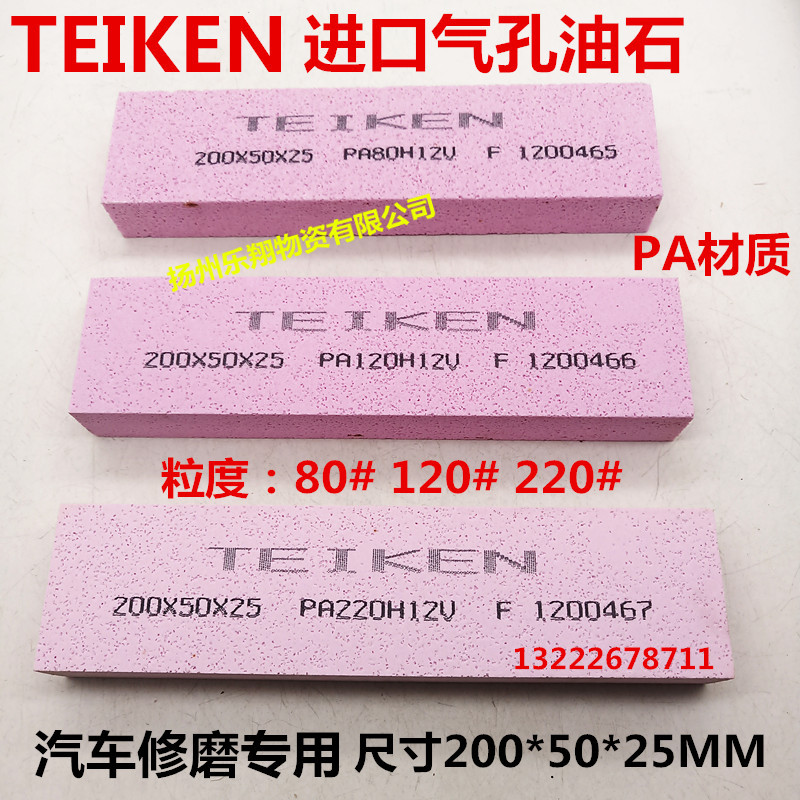 TEIKEN 进口气孔油石
TEIKEN
200X50X25 PA80H12V F 1200465
扬州乐翔物资有限公司
PA材质
TEIKEN
200X50X25 PA120H12V F 1200466
粒度：80# 120# 220#
TEIKEN
200X50X25 PA220H12V F 1200467
13222678711
汽车修磨专用 尺寸200*50*25MM